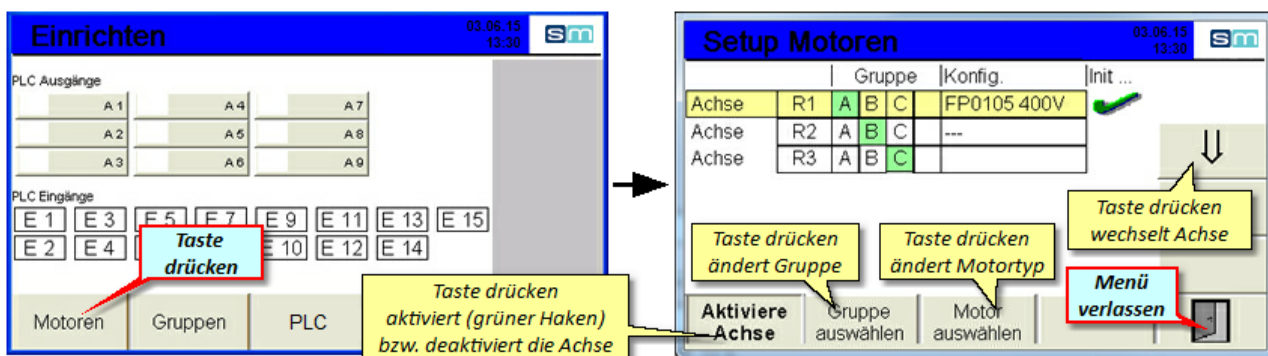 Einrichten
03.06.15
13:30
sm
PLC Ausgänge
A 1 A 4 A 7
A 2 A 5 A 8
A 3 A 6 A 9
PLC Eingänge
E 1 E 3 E 5 E 7 E 9 E 11 E 13 E 15
E 2 E 4 E 10 E 12 E 14
Taste
drücken
Motoren Gruppen PLC
Taste drücken
aktiviert (grüner Haken)
bzw. deaktiviert die Achse
Setup Motoren
03.06.15
13:30
sm
Gruppe Konfig. Init ...
Achse R1 A B C FP0105 400V
Achse R2 A B C ---
Achse R3 A B C
Taste drücken
wechselt Achse
Taste drücken
ändert Gruppe
Taste drücken
ändert Motortyp
Menü
verlassen
Aktiviere
Achse
Gruppe
auswählen
Motor
auswählen